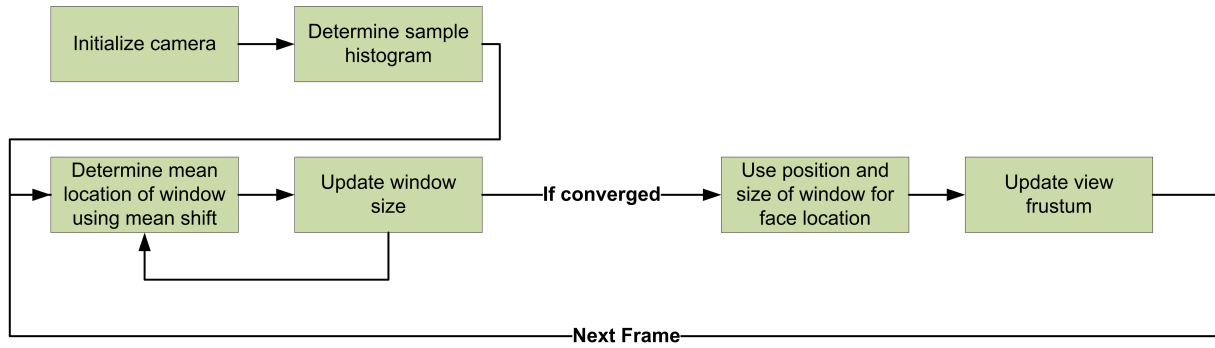 Initialize camera
Determine sample
histogram
Determine mean
location of window
using mean shift
Update window
size
If converged
Use position and
size of window for
face location
Update view
frustum
Next Frame